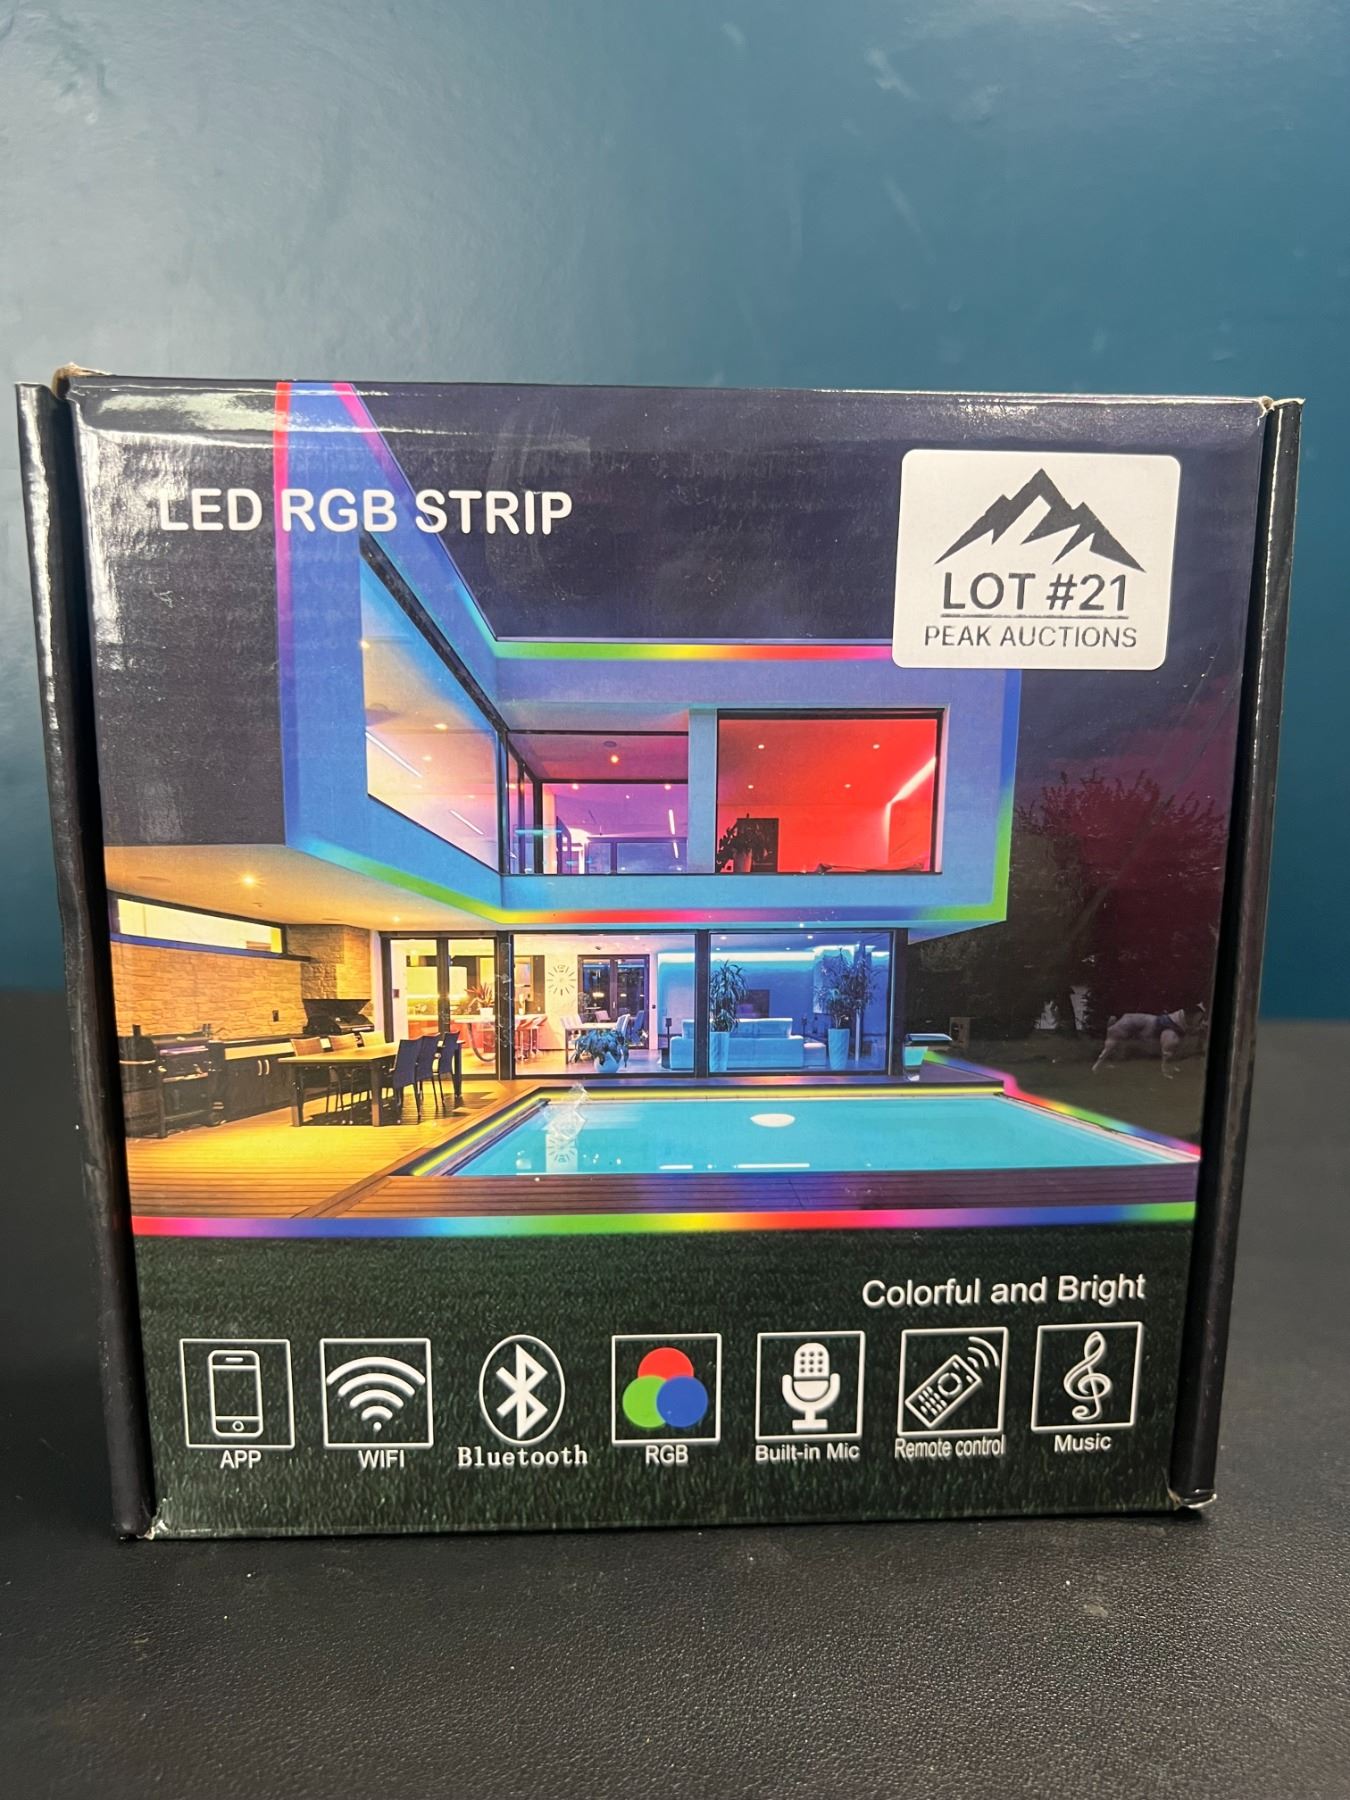 LED RGB STRIP
LOT #21
PEAK AUCTIONS
Colorful and Bright
APP
WIFI
Bluetooth
RGB
Built-in Mic
Remote control
Music